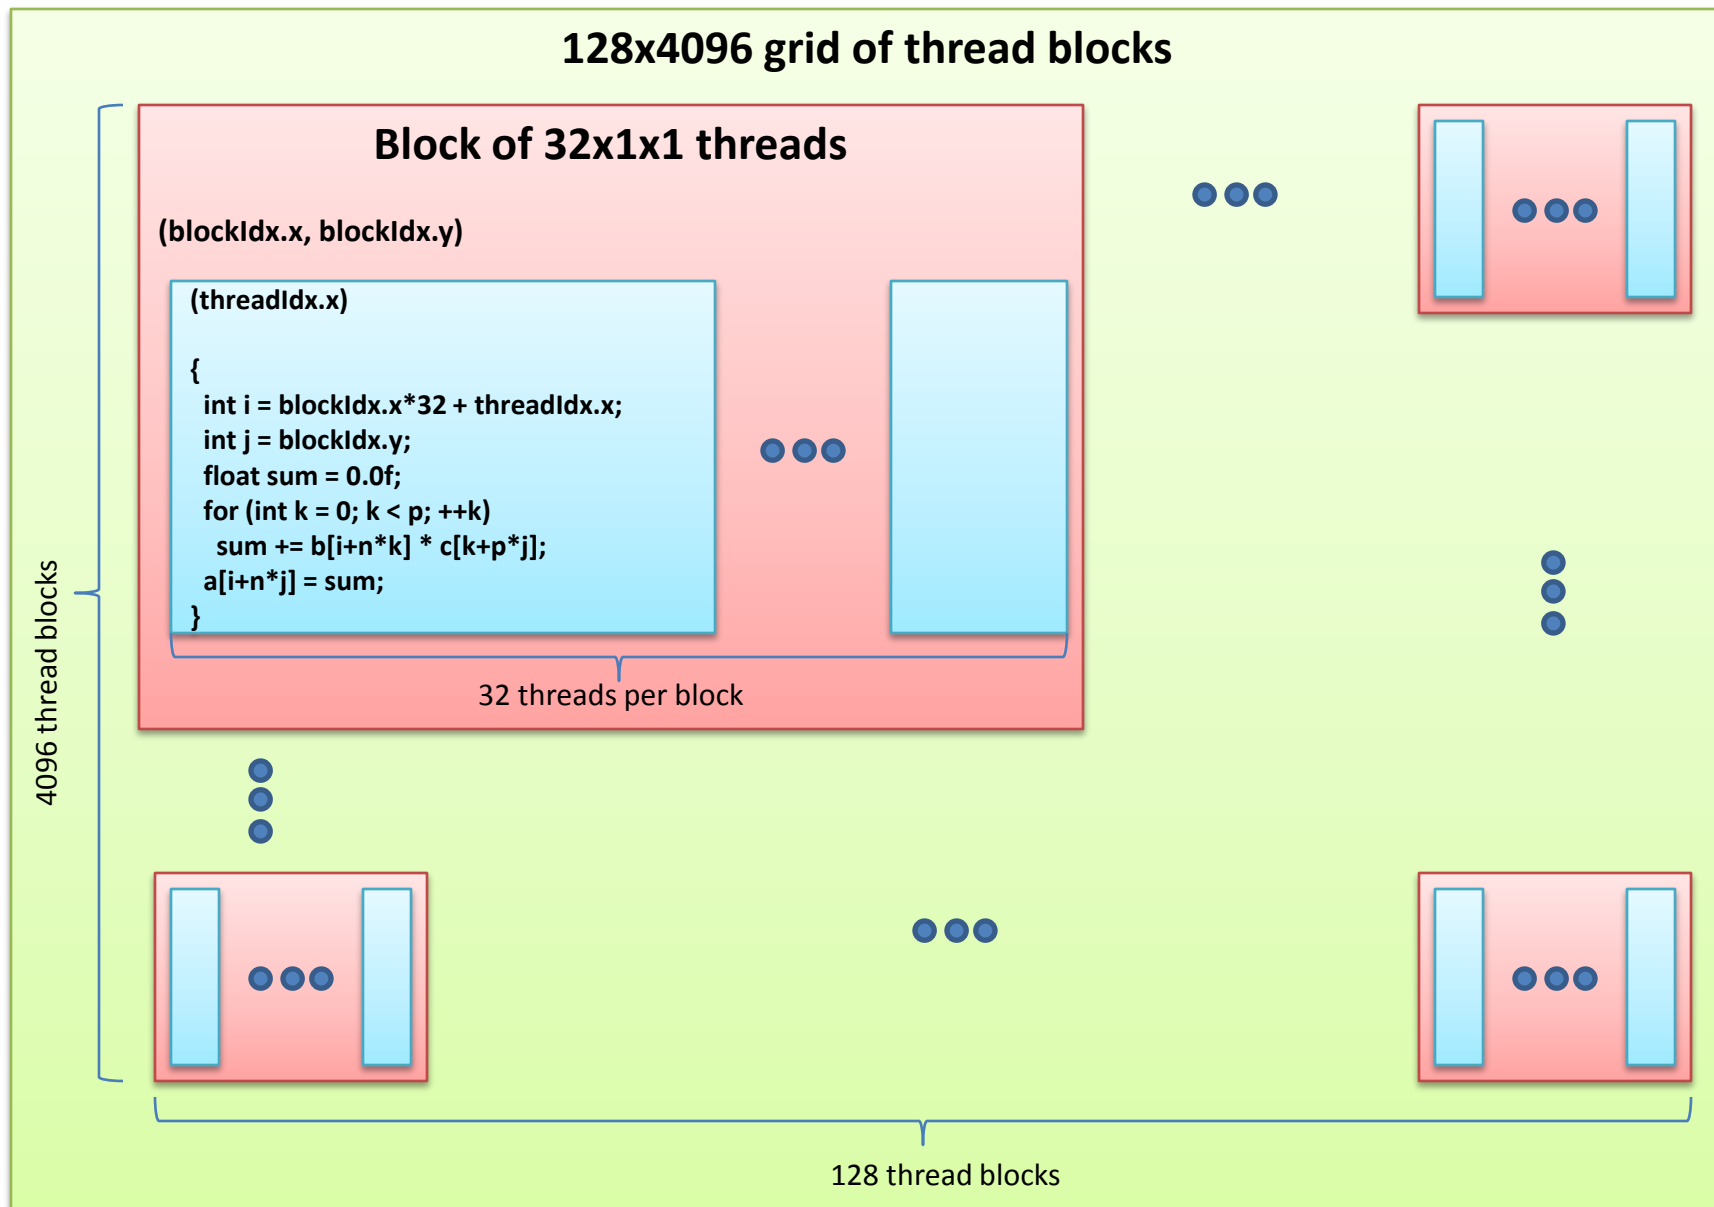 128x4096 grid of thread blocks
Block of 32x1x1 threads
(blockIdx.x, blockIdx.y)
(threadIdx.x)
{
int i = blockIdx.x*32 + threadIdx.x;
int j = blockIdx.y;
float sum = 0.0f;
for (int k = 0; k < p; ++k)
sum += b[i+n*k] * c[k+p*j];
a[i+n*j] = sum;
}
32 threads per block
4096 thread blocks
128 thread blocks